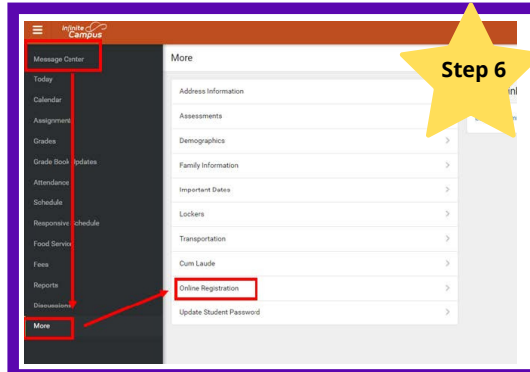 Infinite
Campus
Step 6
Message Center
Today
Calendar
Assignment
Grades
Grade Book Updates
Attendance
Schedule
Responsive Schedule
Food Service
Fees
Reports
Discussions
More
More
Address Information
Assessments
Demographics
Family Information
Important Dates
Lockers
Transportation
Cum Laude
Online Registration
Update Student Password